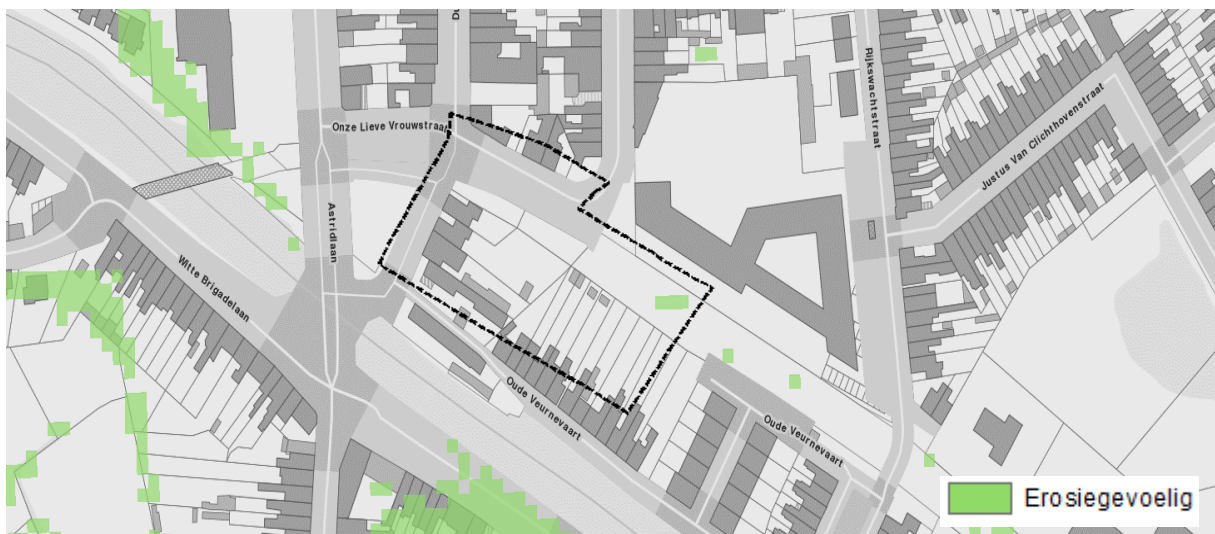 Onze Lieve Vrouwstraat
Rijkswachtstraat
Justus Van Clichthovenstraat
Astridlaan
Witte Brigadelaan
Oude Veurnevaart
Oude Veurnevaart
Erosiegevoelig